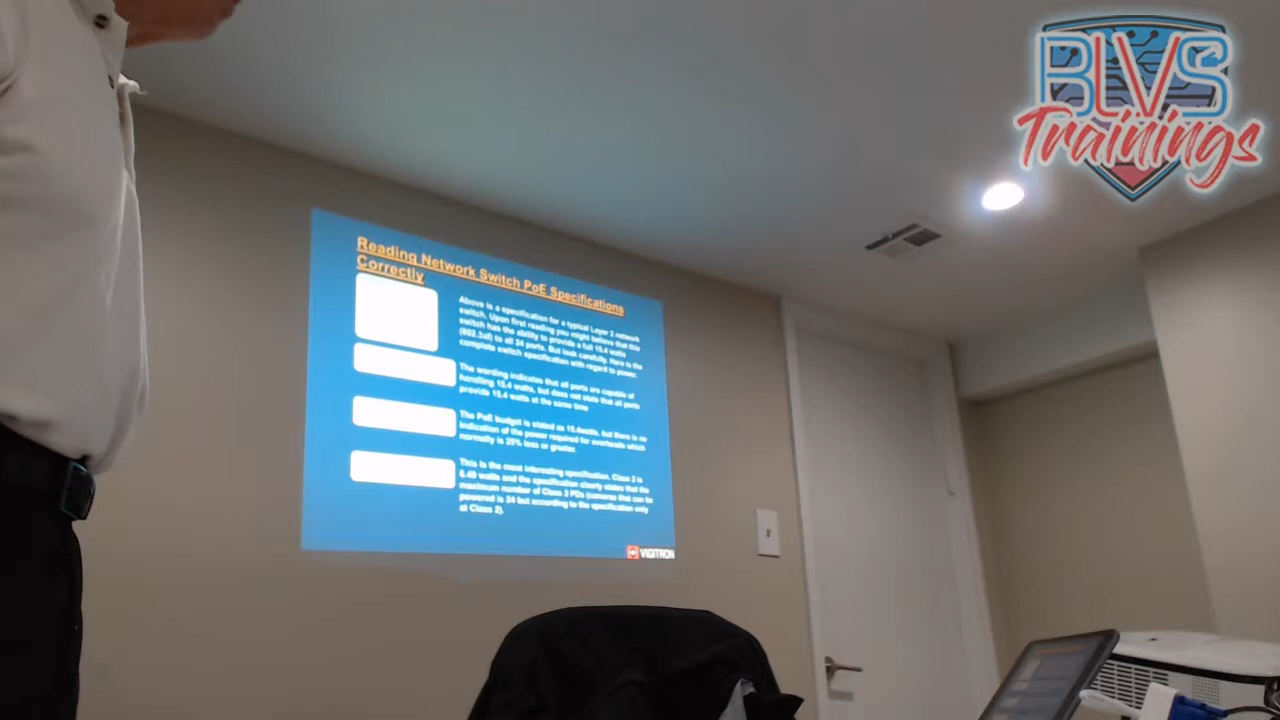 BLVS
Trainings
Reading Network Switch PoE Specifications
Correctly
Above is a specification for a typical Layer 2 network
switch. Upon first reading you might believe that this
switch has the ability to provide a full 15.4 watts
(802.3af) to all 24 ports. But look carefully. Here is the
complete switch specification with regard to power.
The wording indicates that all ports are capable of
handling 15.4 watts, but does not state that all ports
provide 15.4 watts at the same time
The PoE budget is stated as 15.4watts, but there is no
indication of the power required for overheads which
normally is 25% loss or greater.
This is the most interesting specification. Class 2 is
6.49 watts and the specification clearly states that the
maximum number of Class 2 PDs (cameras that can be
powered is 24 but according to the specification only
at Class 2).
VIGITRON